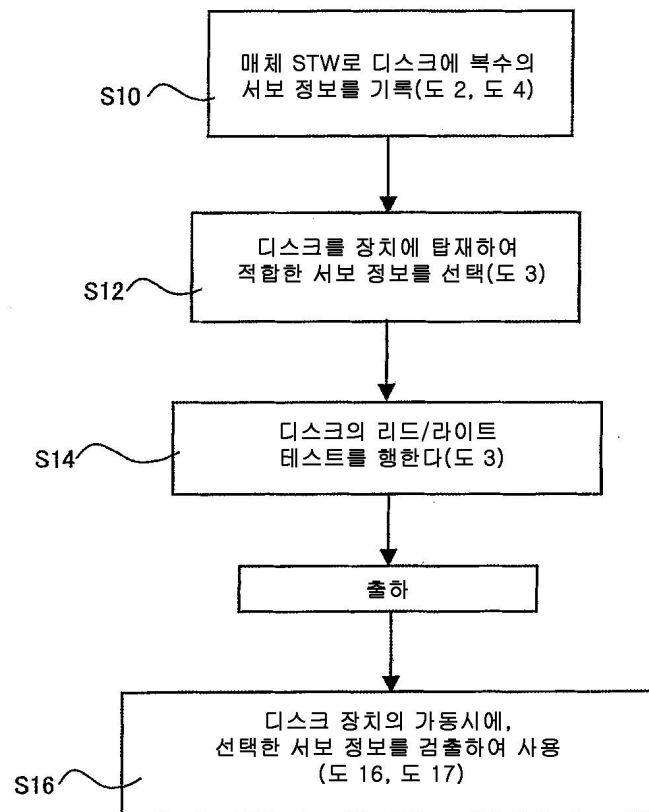 S10
매체 STW로 디스크에 복수의
서보 정보를 기록(도 2, 도 4)
S12
디스크를 장치에 탑재하여
적합한 서보 정보를 선택(도 3)
S14
디스크의 리드/라이트
테스트를 행한다(도 3)
출하
S16
디스크 장치의 가동시에,
선택한 서보 정보를 검출하여 사용
(도 16, 도 17)